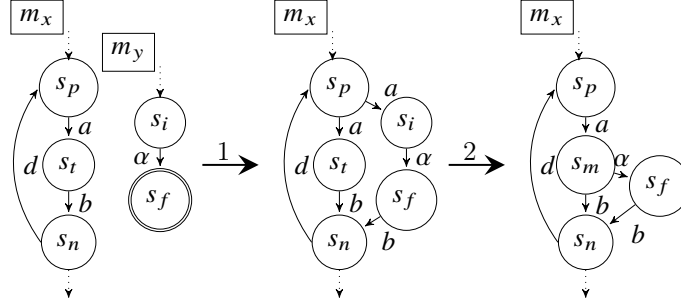 m_x m_x m_x
m_y
s_p s_p s_p
a
s_i s_i
a a a
α 1 α 2 α
d s_t d s_t d s_m s_f
s_f s_f
b b b
b b
s_n s_n s_n